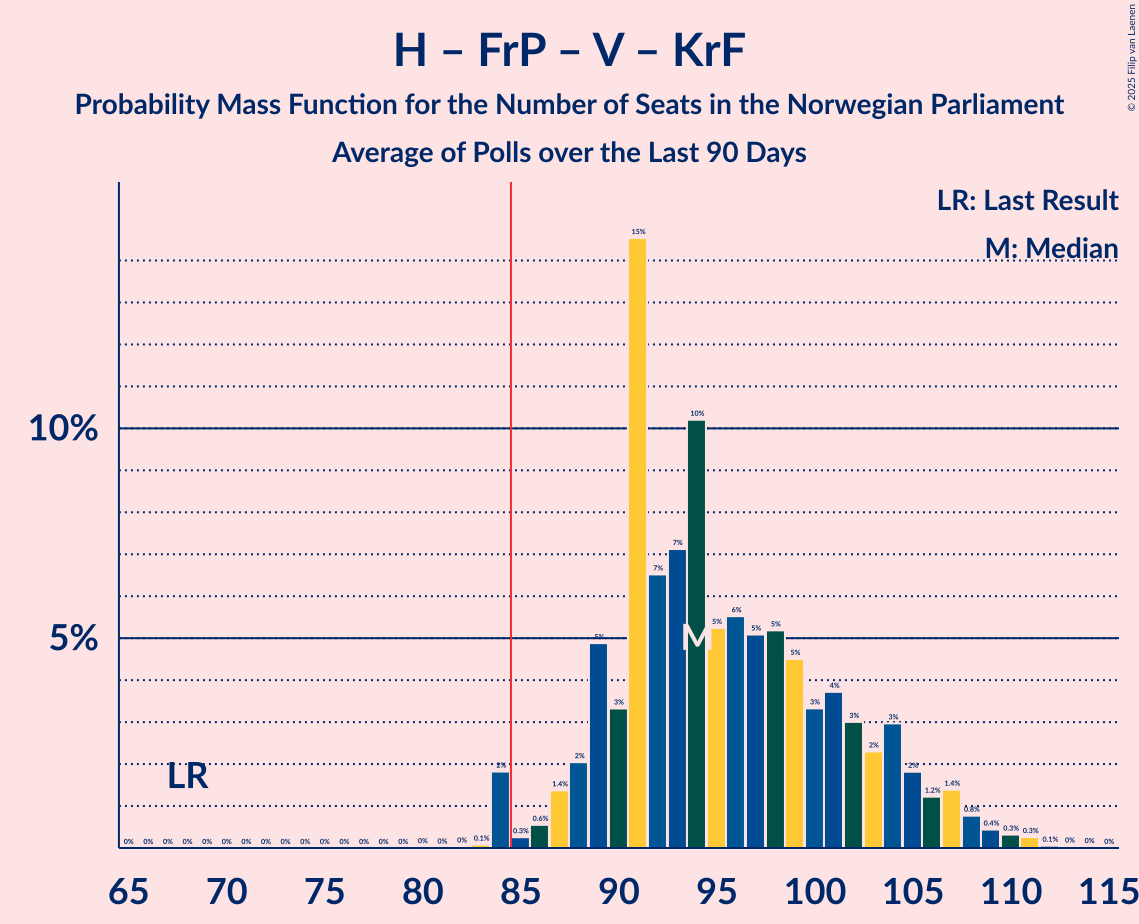 H – FrP – V – KrF
Probability Mass Function for the Number of Seats in the Norwegian Parliament
Average of Polls over the Last 90 Days
© 2025 Filip van Laenen
LR: Last Result
M: Median
10%
5%
LR
M
0% 0% 0% 0% 0% 0% 0% 0% 0% 0% 0% 0% 0% 0% 0% 0% 0% 0% 0.1% 2% 0.3% 0.6% 1.4% 2% 5% 3% 15% 7% 7% 10% 5% 6% 5% 5% 5% 3% 4% 3% 2% 3% 2% 1.2% 1.4% 0.8% 0.4% 0.3% 0.3% 0.1% 0% 0% 0%
65 70 75 80 85 90 95 100 105 110 115